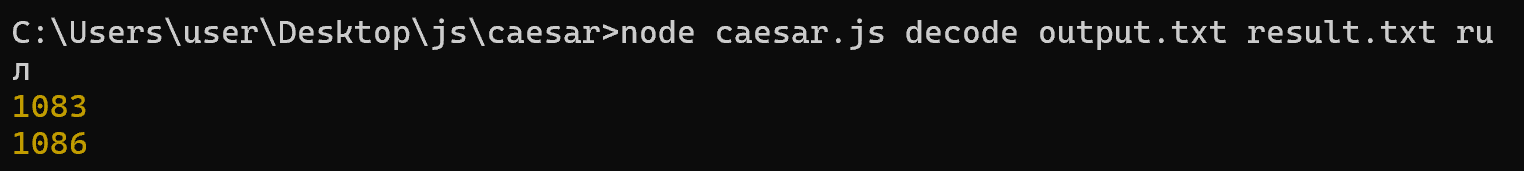 C:\Users\user\Desktop\js\caesar>node caesar.js decode output.txt result.txt ru
л
1083
1086